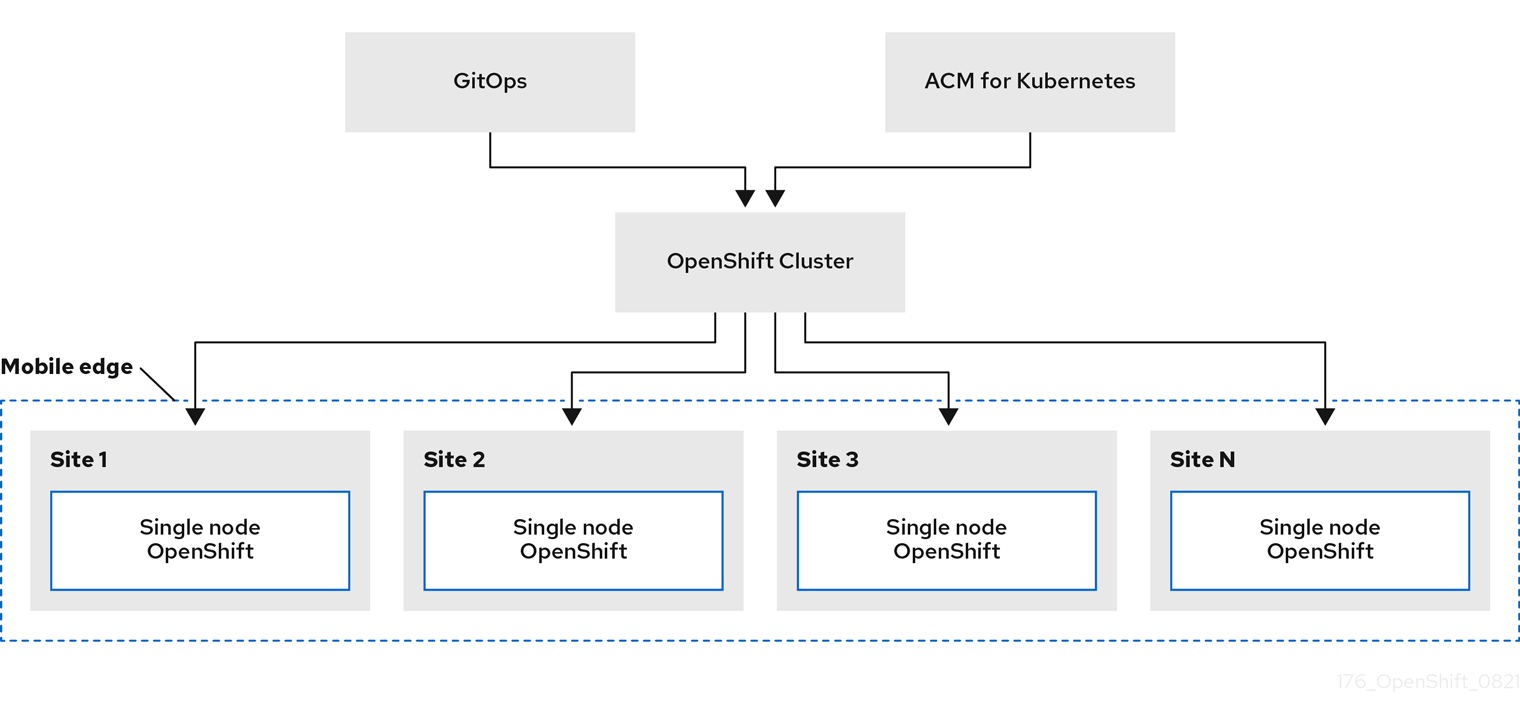 GitOps
ACM for Kubernetes
OpenShift Cluster
Mobile edge
Site 1
Single node
OpenShift
Site 2
Single node
OpenShift
Site 3
Single node
OpenShift
Site N
Single node
OpenShift
176_OpenShift_0821